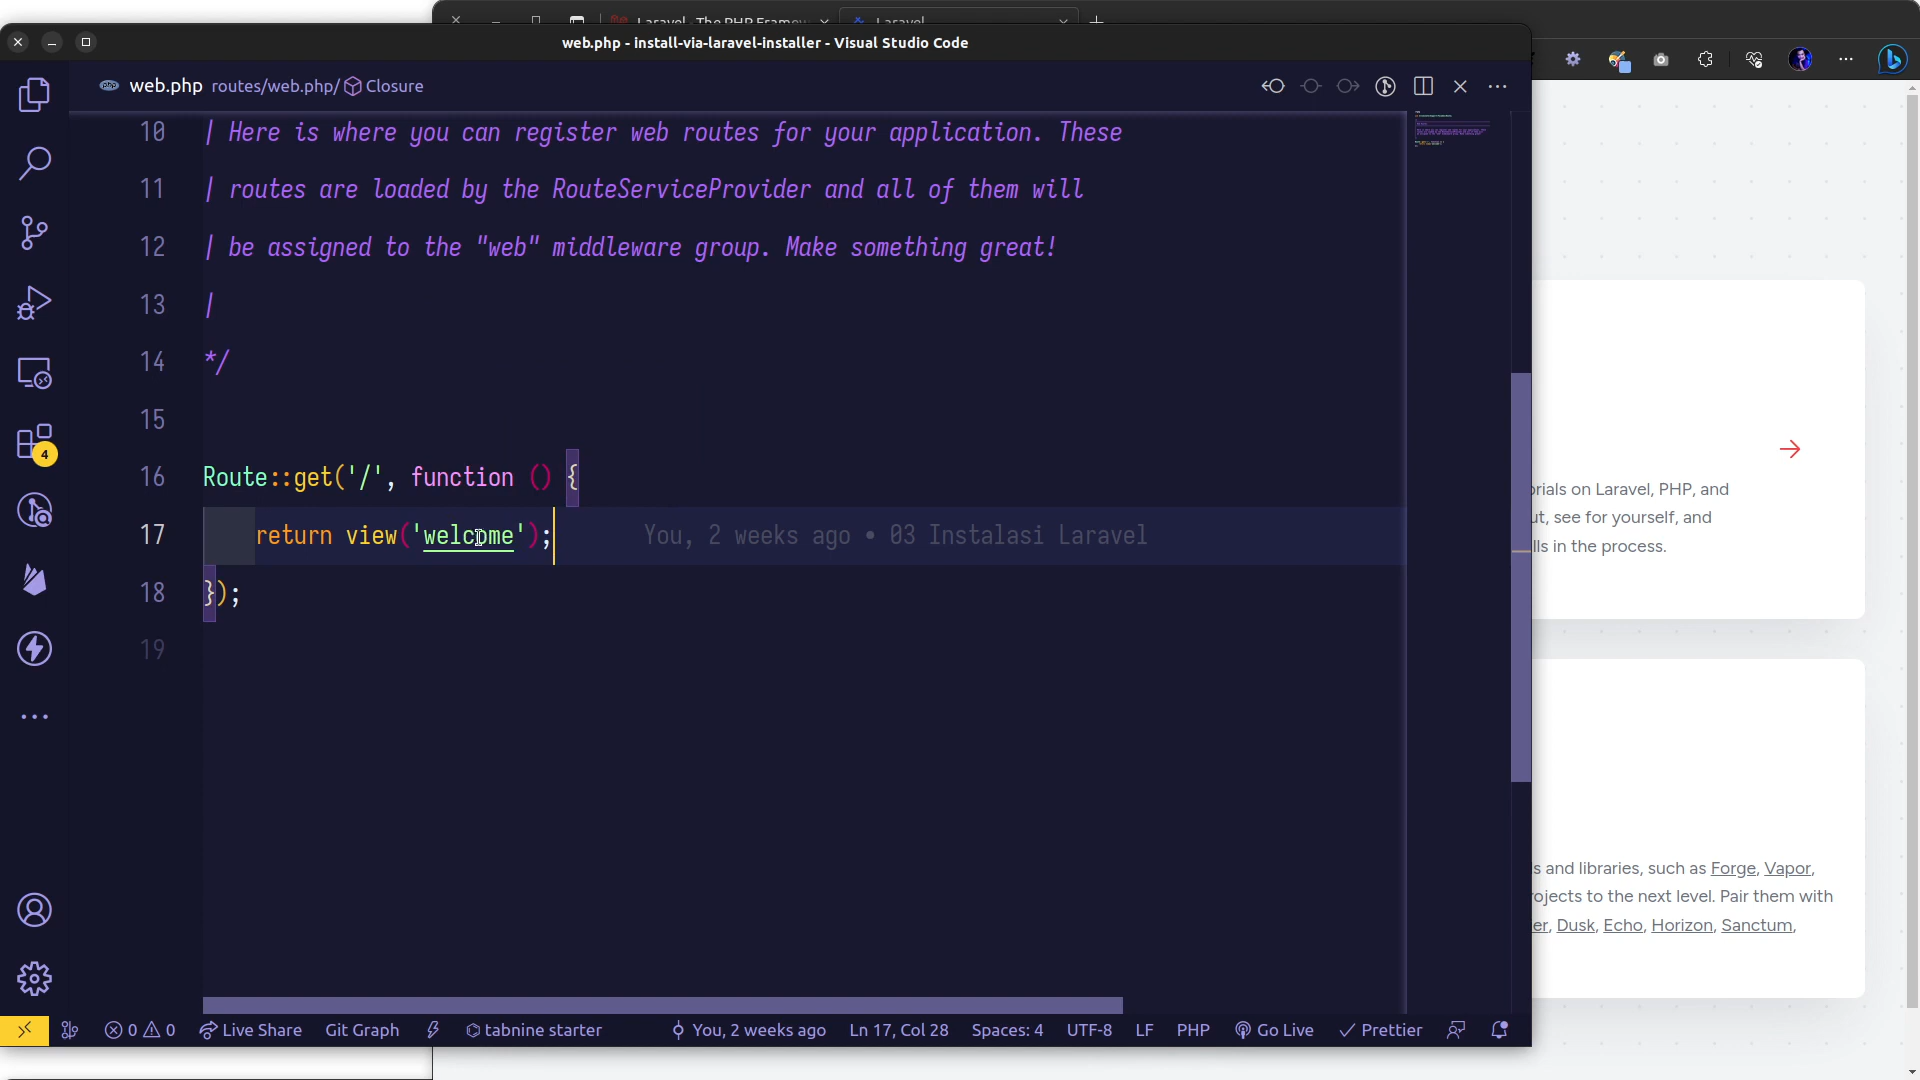 Laravel - The PHP Framew
Laravel
web.php - install-via-laravel-installer - Visual Studio Code
web.php routes/web.php/ Closure
10 | Here is where you can register web routes for your application. These
11 | routes are loaded by the RouteServiceProvider and all of them will
12 | be assigned to the "web" middleware group. Make something great!
13 |
14 */
15
16 Route::get('/', function () {
17 return view('welcome'); You, 2 weeks ago • 03 Instalasi Laravel
18 });
19
4
orials on Laravel, PHP, and
ut, see for yourself, and
lls in the process.
s and libraries, such as Forge, Vapor,
rojects to the next level. Pair them with
er, Dusk, Echo, Horizon, Sanctum,
0 0 Live Share Git Graph tabnine starter You, 2 weeks ago Ln 17, Col 28 Spaces: 4 UTF-8 LF PHP Go Live Prettier